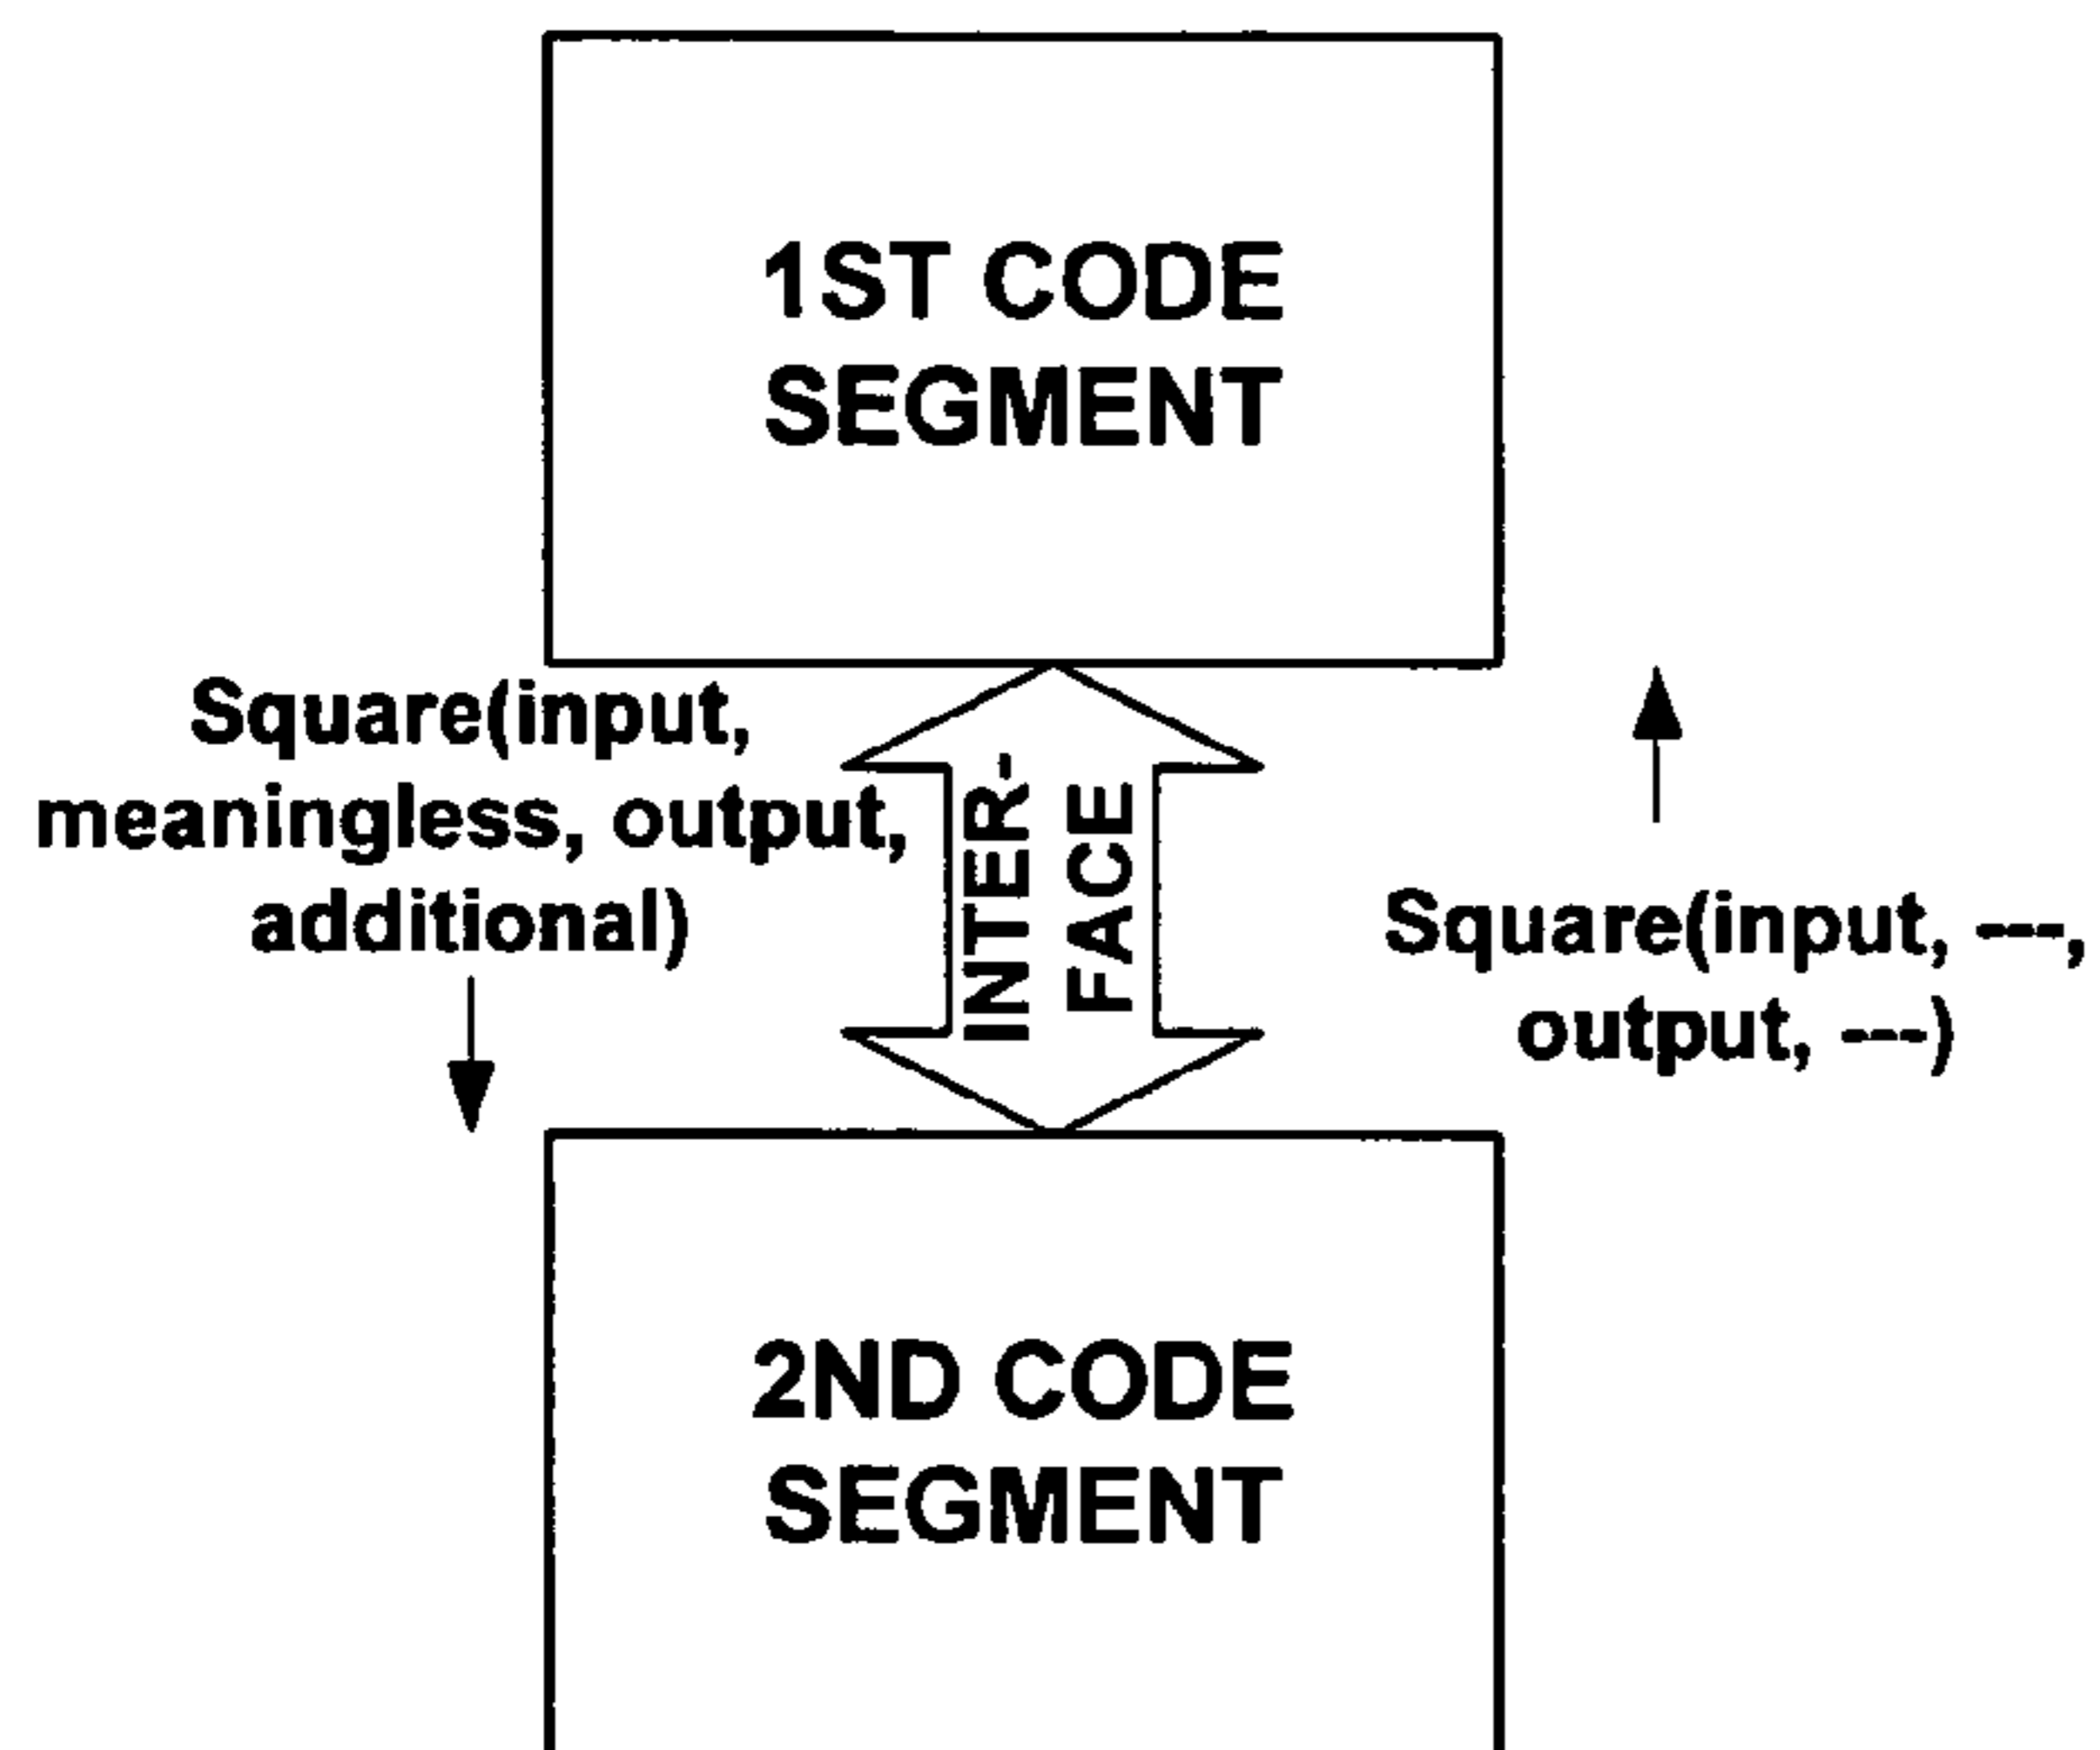 1ST CODE
SEGMENT
Square(input,
meaningless, output,
additional)
INTER-
FACE
Square(input, ---,
output, ---)
2ND CODE
SEGMENT